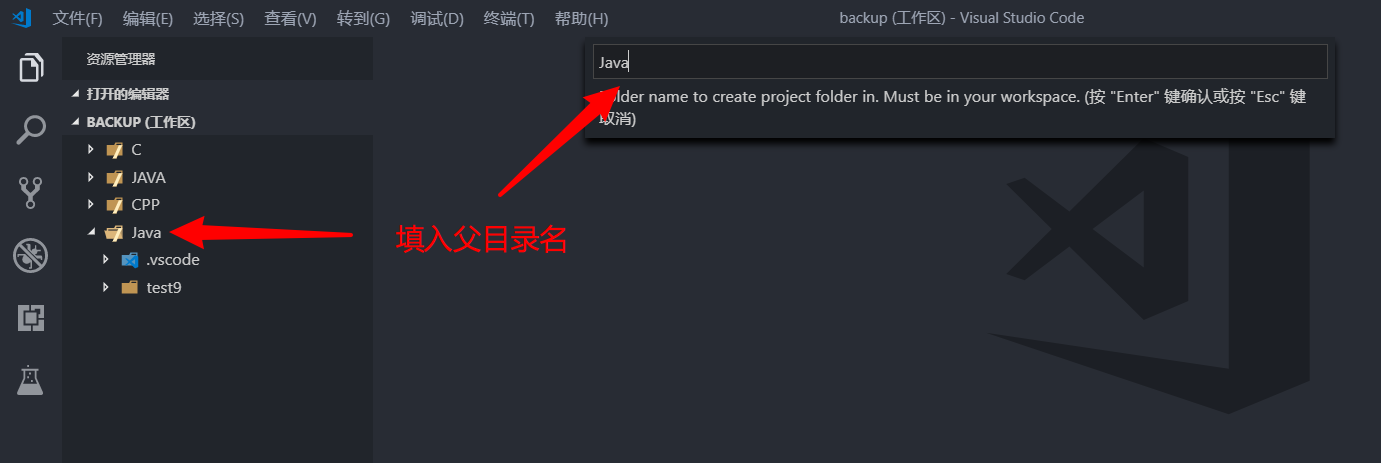 文件(F) 编辑(E) 选择(S) 查看(V) 转到(G) 调试(D) 终端(T) 帮助(H) backup (工作区) - Visual Studio Code
资源管理器
打开的编辑器
BACKUP (工作区)
C
JAVA
CPP
Java
.vscode
test9
Java
older name to create project folder in. Must be in your workspace. (按 "Enter" 键确认或按 "Esc" 键
取消)
填入父目录名